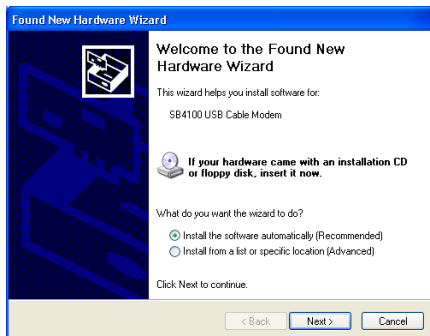 Found New Hardware Wizard
Welcome to the Found New
Hardware Wizard
This wizard helps you install software for:
SB4100 USB Cable Modem
If your hardware came with an installation CD
or floppy disk, insert it now.
What do you want the wizard to do?
Install the software automatically (Recommended)
Install from a list or specific location (Advanced)
Click Next to continue.
< Back Next > Cancel